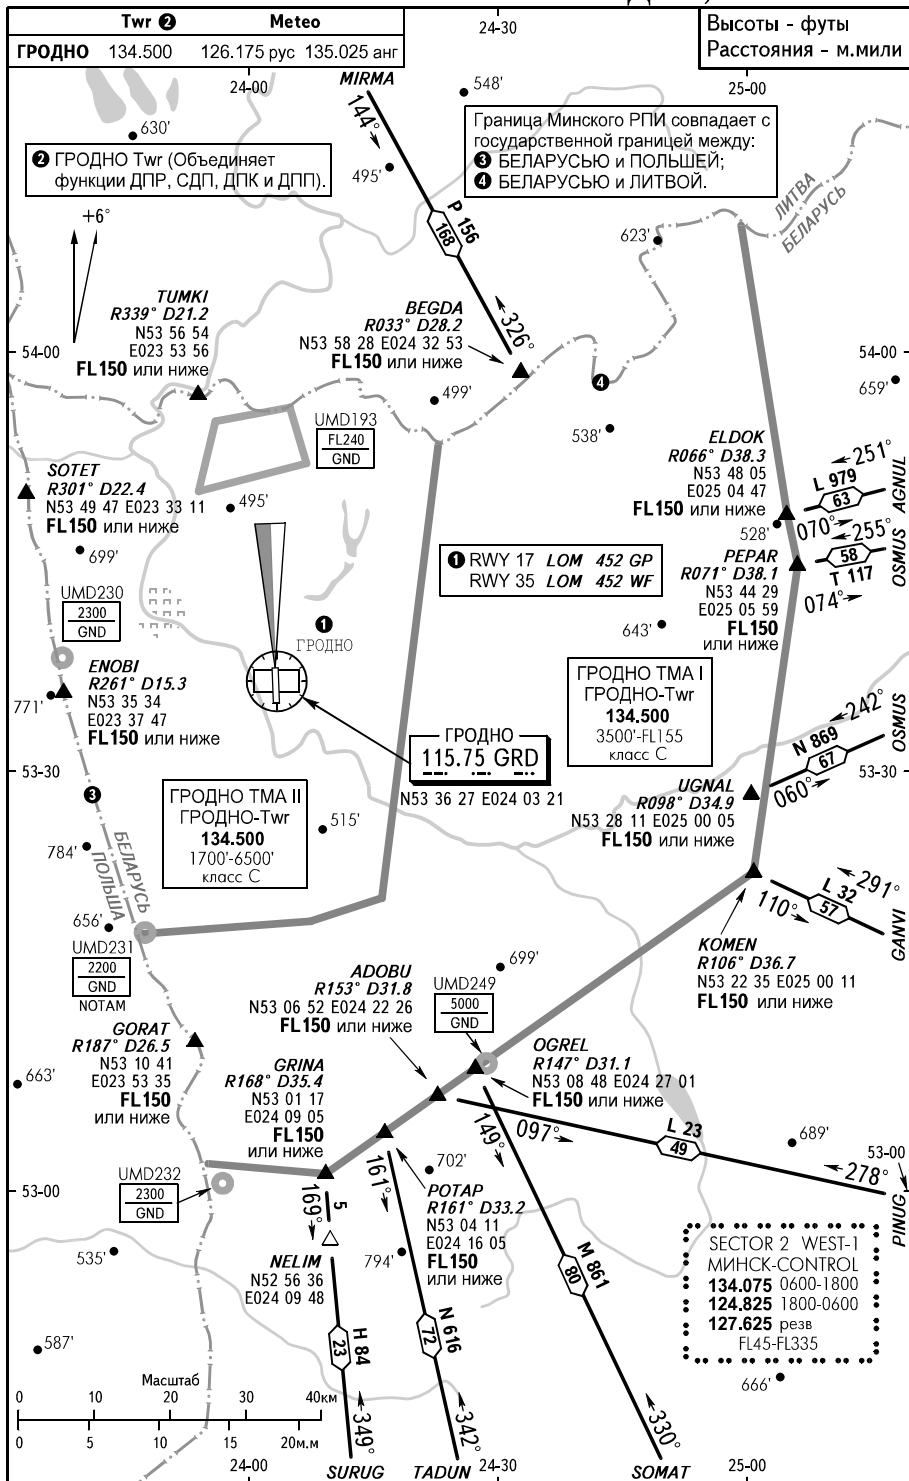 Twr ❷ Meteo
ГРОДНО 134.500 126.175 рус 135.025 анг
24-30
Высоты - футы
Расстояния - м.мили
24-00
MIRMA
548'
25-00
144°
630'
❷ ГРОДНО Twr (Объединяет
функции ДПР, СДП, ДПК и ДПП).
495'
Граница Минского РПИ совпадает с
государственной границей между:
❸ БЕЛАРУСЬЮ и ПОЛЬШЕЙ;
❹ БЕЛАРУСЬЮ и ЛИТВОЙ.
ЛИТВА
БЕЛАРУСЬ
+6°
P 156
168
623'
326°
TUMKI
R339° D21.2
N53 56 54
E023 53 56
FL150 или ниже
BEGDA
R033° D28.2
N53 58 28 E024 32 53
FL150 или ниже
54-00
54-00
❹
659'
499'
538'
UMD193
FL240
GND
SOTET
R301° D22.4
N53 49 47 E023 33 11
FL150 или ниже
495'
699'
ELDOK
R066° D38.3
N53 48 05
E025 04 47
FL150 или ниже
528'
251°
L 979
63
070°
AGNUL
255°
58
T 117
074°
OSMUS
❶ RWY 17 LOM 452 GP
RWY 35 LOM 452 WF
PEPAR
R071° D38.1
N53 44 29
E025 05 59
FL150
или ниже
UMD230
2300
GND
❶
ГРОДНО
643'
ENOBI
R261° D15.3
N53 35 34
E023 37 47
FL150 или ниже
771'
ГРОДНО TMA I
ГРОДНО-Twr
134.500
3500'-FL155
класс C
ГРОДНО
115.75 GRD
N53 36 27 E024 03 21
242°
N 869
67
060°
OSMUS
53-30
53-30
UGNAL
R098° D34.9
N53 28 11 E025 00 05
FL150 или ниже
❸
ГРОДНО TMA II
ГРОДНО-Twr
134.500
1700'-6500'
класс C
515'
784'
БЕЛАРУСЬ
ПОЛЬША
656'
291°
L 32
57
110°
GANVI
KOMEN
R106° D36.7
N53 22 35 E025 00 11
FL150 или ниже
UMD231
2200
GND
NOTAM
699'
ADOBU
R153° D31.8
N53 06 52 E024 22 26
FL150 или ниже
UMD249
5000
GND
GORAT
R187° D26.5
N53 10 41
E023 53 35
FL150
или ниже
663'
GRINA
R168° D35.4
N53 01 17
E024 09 05
FL150
или ниже
OGREL
R147° D31.1
N53 08 48 E024 27 01
FL150 или ниже
149°
097°
L 23
49
278°
PINUG
689'
53-00
53-00
UMD232
2300
GND
702'
161°
169°
5
POTAP
R161° D33.2
N53 04 11
E024 16 05
FL150
или ниже
535'
794'
NELIM
N52 56 36
E024 09 48
M 861
80
SECTOR 2 WEST-1
МИНСК-CONTROL
134.075 0600-1800
124.825 1800-0600
127.625 резв
FL45-FL335
587'
H 84
23
N 616
72
666'
Масштаб
0 10 20 30 40км
0 5 10 15 20м.м
349°
342°
330°
24-00
SURUG
TADUN
24-30
SOMAT
25-00